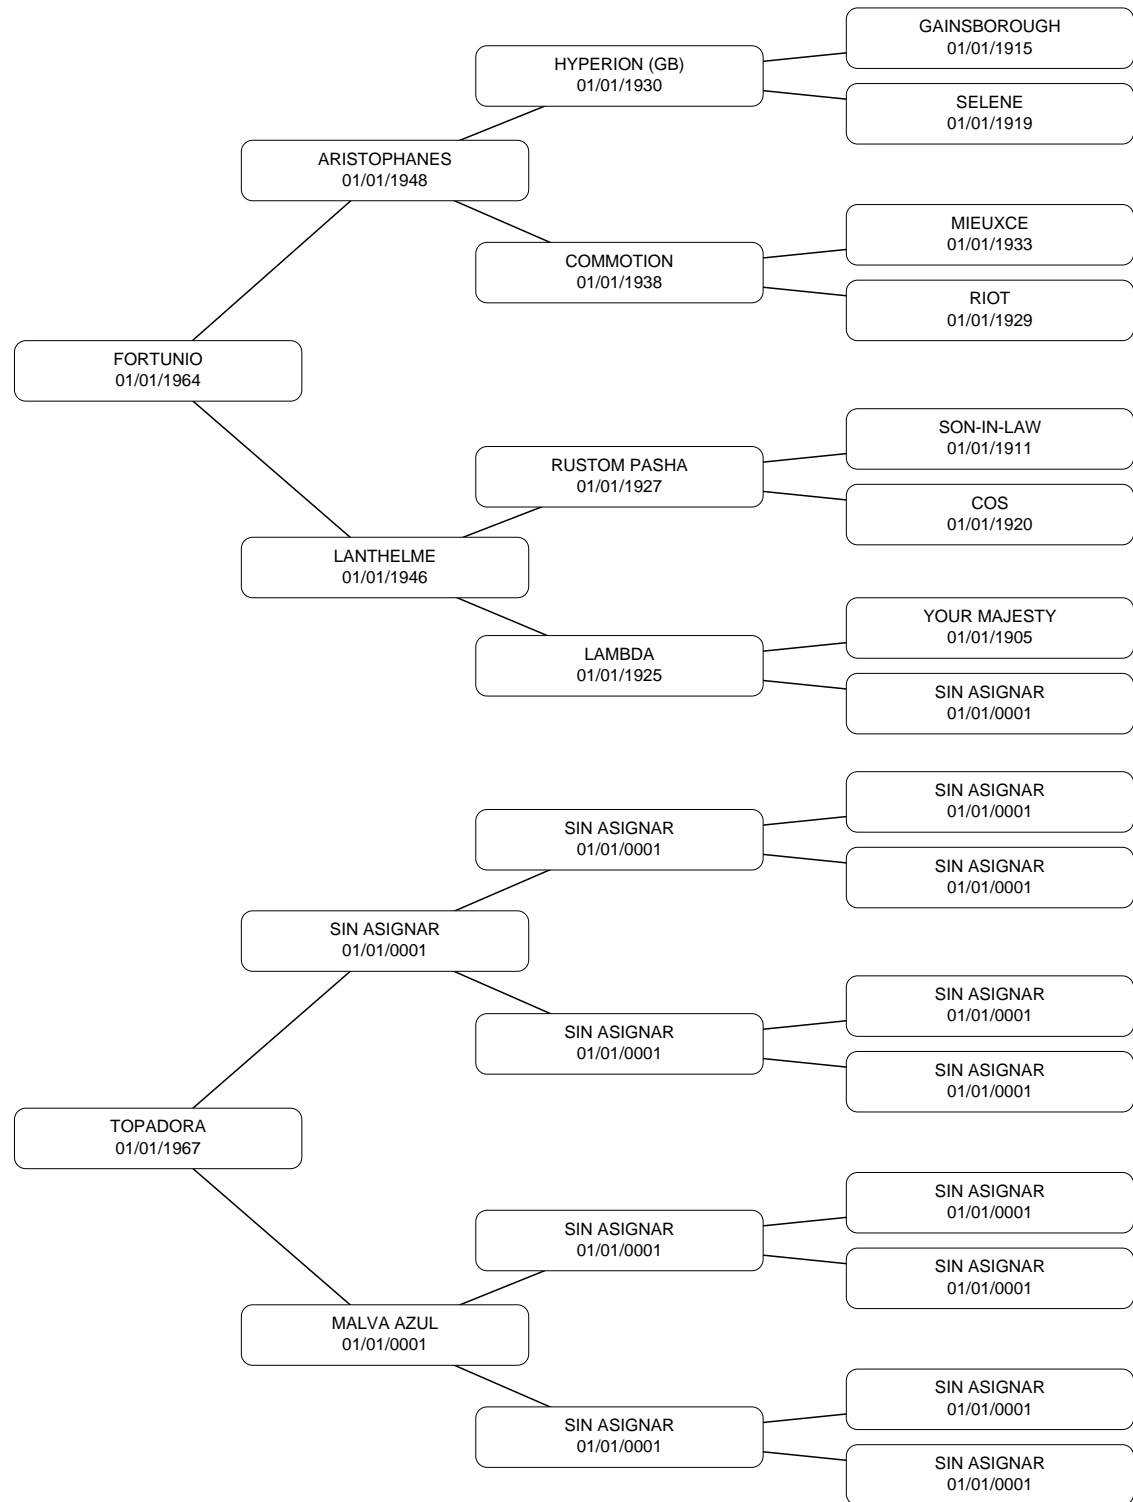 GAINSBOROUGH
01/01/1915
HYPERION (GB)
01/01/1930
SELENE
01/01/1919
ARISTOPHANES
01/01/1948
MIEUXCE
01/01/1933
COMMOTION
01/01/1938
RIOT
01/01/1929
FORTUNIO
01/01/1964
SON-IN-LAW
01/01/1911
RUSTOM PASHA
01/01/1927
COS
01/01/1920
LANTHELME
01/01/1946
YOUR MAJESTY
01/01/1905
LAMBDA
01/01/1925
SIN ASIGNAR
01/01/0001
SIN ASIGNAR
01/01/0001
SIN ASIGNAR
01/01/0001
SIN ASIGNAR
01/01/0001
SIN ASIGNAR
01/01/0001
SIN ASIGNAR
01/01/0001
SIN ASIGNAR
01/01/0001
SIN ASIGNAR
01/01/0001
TOPADORA
01/01/1967
SIN ASIGNAR
01/01/0001
SIN ASIGNAR
01/01/0001
SIN ASIGNAR
01/01/0001
MALVA AZUL
01/01/0001
SIN ASIGNAR
01/01/0001
SIN ASIGNAR
01/01/0001
SIN ASIGNAR
01/01/0001